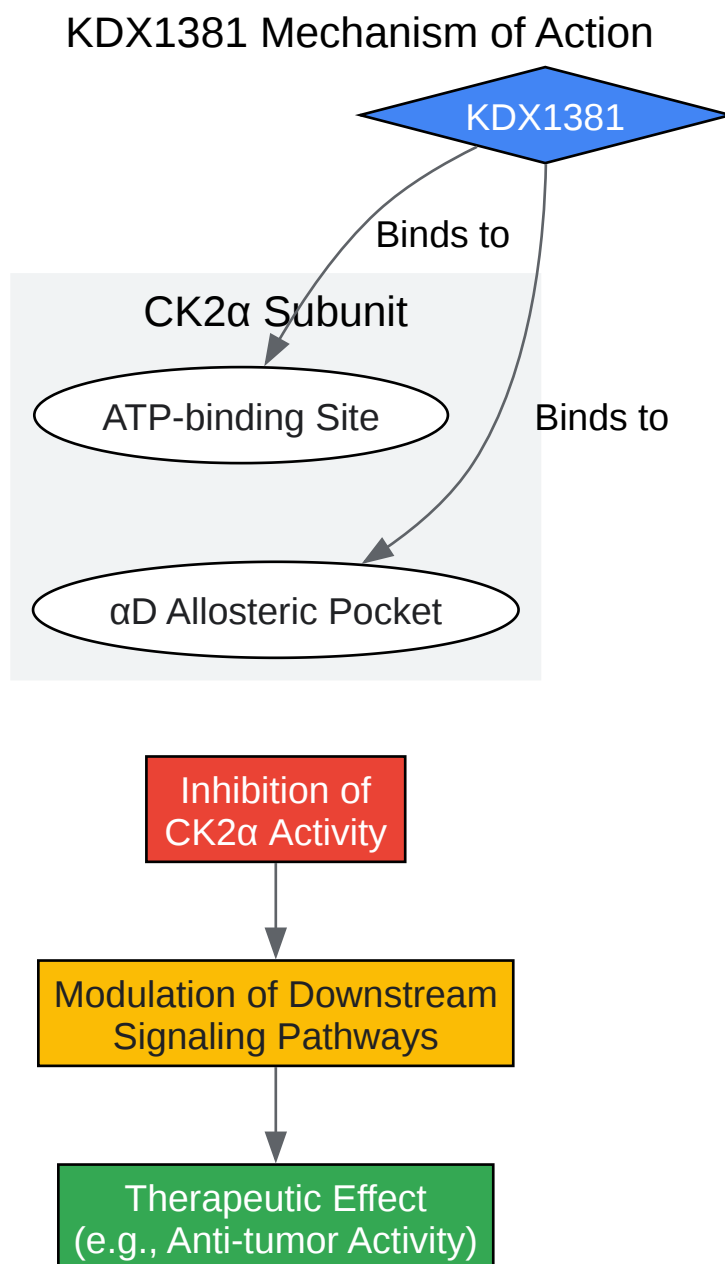 KDX1381 Mechanism of Action
KDX1381
Binds to
CK2α Subunit
ATP-binding Site
Binds to
αD Allosteric Pocket
Inhibition of
CK2α Activity
Modulation of Downstream
Signaling Pathways
Therapeutic Effect
(e.g., Anti-tumor Activity)